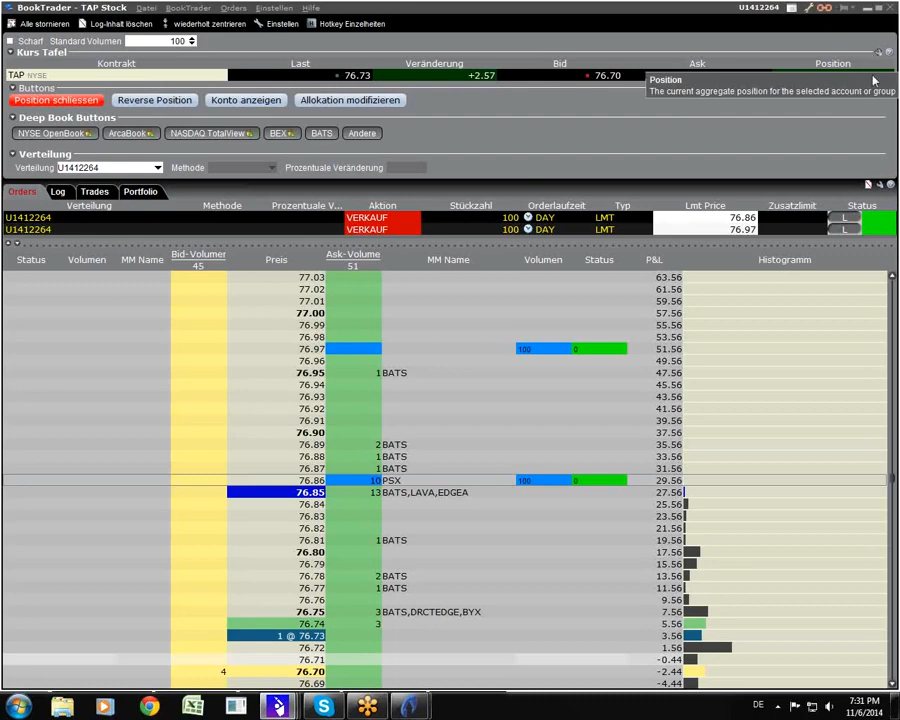 BookTrader - TAP Stock Datei BookTrader Orders Einstellen Hilfe U1412264
Alle stornieren Log-Inhalt löschen wiederholt zentrieren Einstellen Hotkey Einzelheiten
Scharf Standard Volumen 100
Kurs Tafel
Kontrakt Last Veränderung Bid Ask Position
TAP NYSE 76.73 +2.57 76.70
Position
The current aggregate position for the selected account or group
Buttons
Position schliessen Reverse Position Konto anzeigen Allokation modifizieren
Deep Book Buttons
NYSE OpenBook ArcaBook NASDAQ TotalView BEX BATS Andere
Verteilung
Verteilung U1412264 Methode Prozentuale Veränderung
Orders Log Trades Portfolio
Verteilung Methode Prozentuale V... Aktion Stückzahl Orderlaufzeit Typ Lmt Price Zusatzlimit Status
U1412264 VERKAUF 100 DAY LMT 76.86 L
U1412264 VERKAUF 100 DAY LMT 76.97 L
Status Volumen MM Name Bid-Volumen Preis Ask-Volume MM Name Volumen Status P&L Histogramm
45 51
77.03 63.56
77.02 61.56
77.01 59.56
77.00 57.56
76.99 55.56
76.98 53.56
76.97 100 0 51.56
76.96 49.56
76.95 1 BATS 47.56
76.94 45.56
76.93 43.56
76.92 41.56
76.91 39.56
76.90 37.56
76.89 2 BATS 35.56
76.88 1 BATS 33.56
76.87 1 BATS 31.56
76.86 10 PSX 100 0 29.56
76.85 13 BATS,LAVA,EDGEA 27.56
76.84 25.56
76.83 23.56
76.82 21.56
76.81 1 BATS 19.56
76.80 17.56
76.79 15.56
76.78 2 BATS 13.56
76.77 1 BATS 11.56
76.76 9.56
76.75 3 BATS,DRCTEDGE,BYX 7.56
76.74 3 5.56
1 @ 76.73 3.56
76.72 1.56
76.71 -0.44
4 76.70 -2.44
76.69 -4.44
DE 7:31 PM
11/6/2014